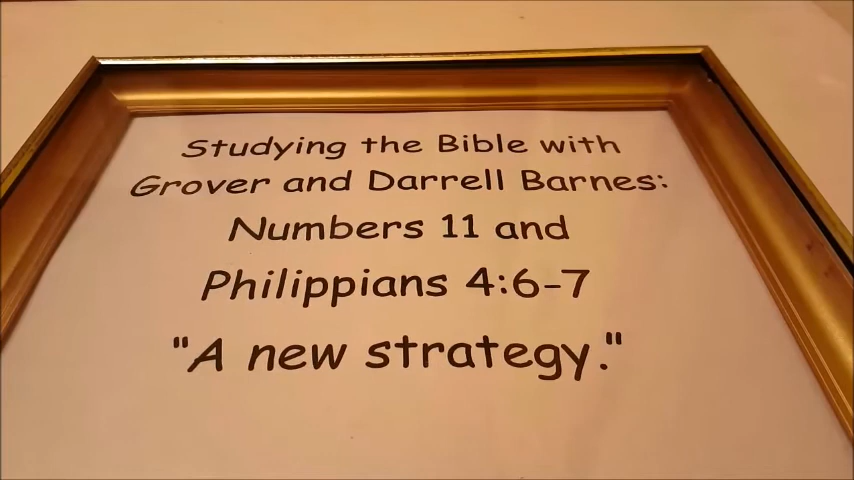 Studying the Bible with
Grover and Darrell Barnes:
Numbers 11 and
Philippians 4:6-7
"A new strategy."